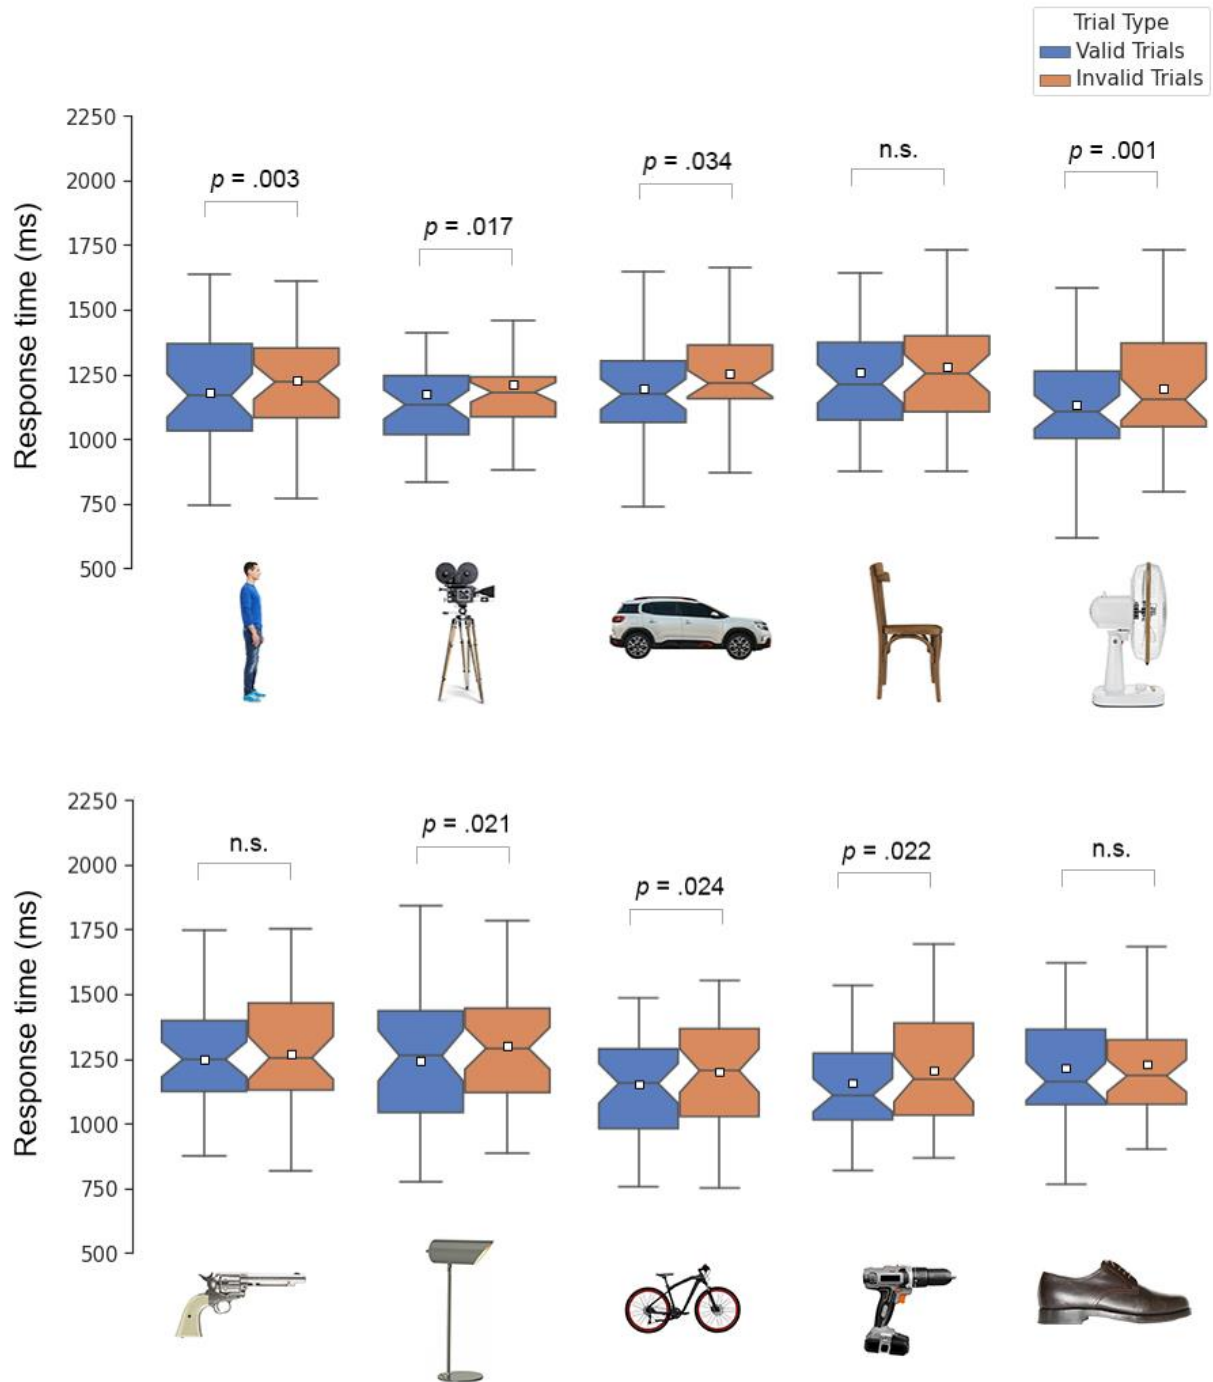 Trial Type
Valid Trials
Invalid Trials
Response time (ms)
2250
2000
1750
1500
1250
1000
750
500
p = .003
p = .017
p = .034
n.s.
p = .001
Response time (ms)
2250
2000
1750
1500
1250
1000
750
500
n.s.
p = .021
p = .024
p = .022
n.s.